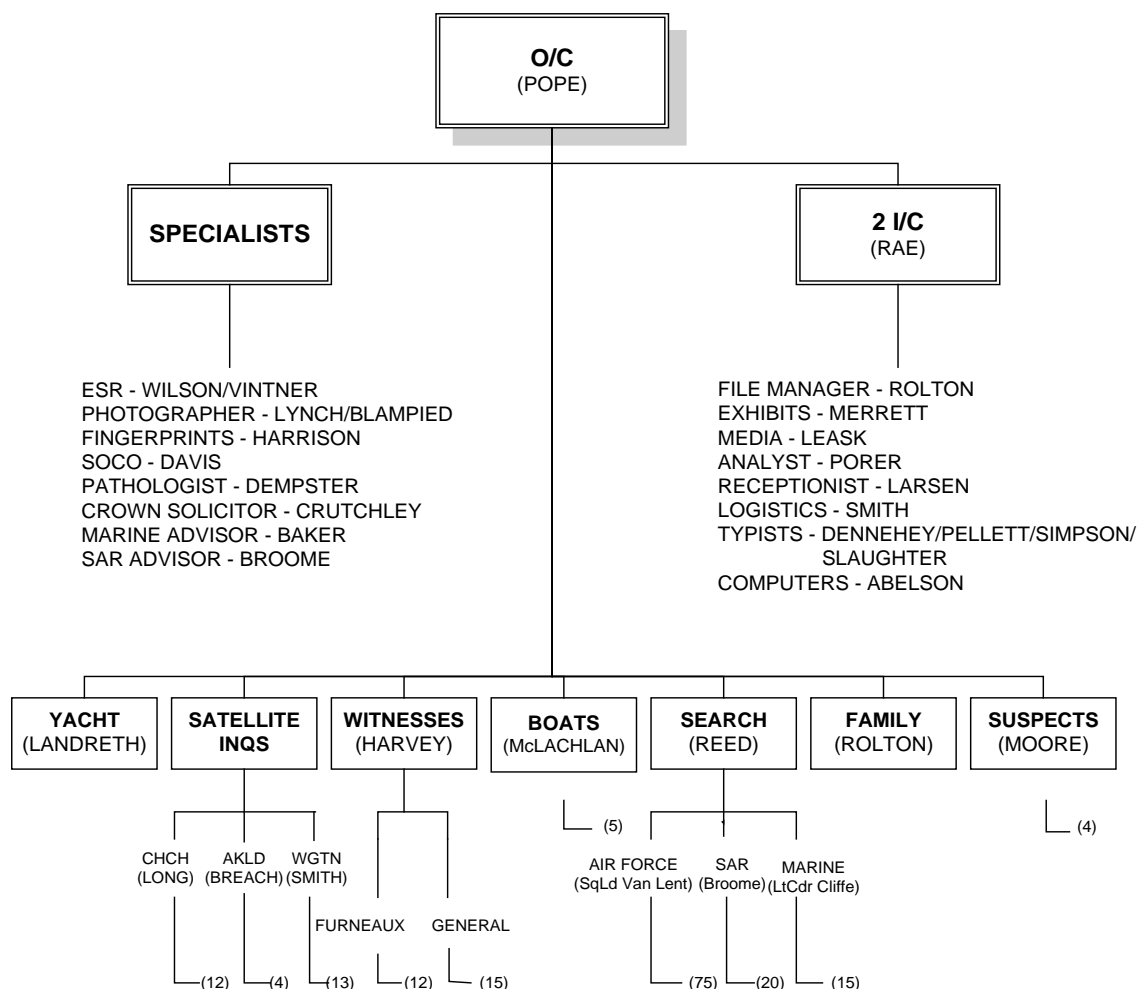 O/C
(POPE)
SPECIALISTS
2 I/C
(RAE)
ESR - WILSON/VINTNER
PHOTOGRAPHER - LYNCH/BLAMPIED
FINGERPRINTS - HARRISON
SOCO - DAVIS
PATHOLOGIST - DEMPSTER
CROWN SOLICITOR - CRUTCHLEY
MARINE ADVISOR - BAKER
SAR ADVISOR - BROOME
FILE MANAGER - ROLTON
EXHIBITS - MERRETT
MEDIA - LEASK
ANALYST - PORER
RECEPTIONIST - LARSEN
LOGISTICS - SMITH
TYPISTS - DENNEHEY/PELLETT/SIMPSON/
SLAUGHTER
COMPUTERS - ABELSON
YACHT
(LANDRETH)
SATELLITE
INQS
WITNESSES
(HARVEY)
BOATS
(McLACHLAN)
SEARCH
(REED)
FAMILY
(ROLTON)
SUSPECTS
(MOORE)
(5)
(4)
CHCH
(LONG)
AKLD
(BREACH)
WGTN
(SMITH)
AIR FORCE
(SqLd Van Lent)
SAR
(Broome)
MARINE
(LtCdr Cliffe)
FURNEAUX
GENERAL
(12)
(4)
(13)
(12)
(15)
(75)
(20)
(15)